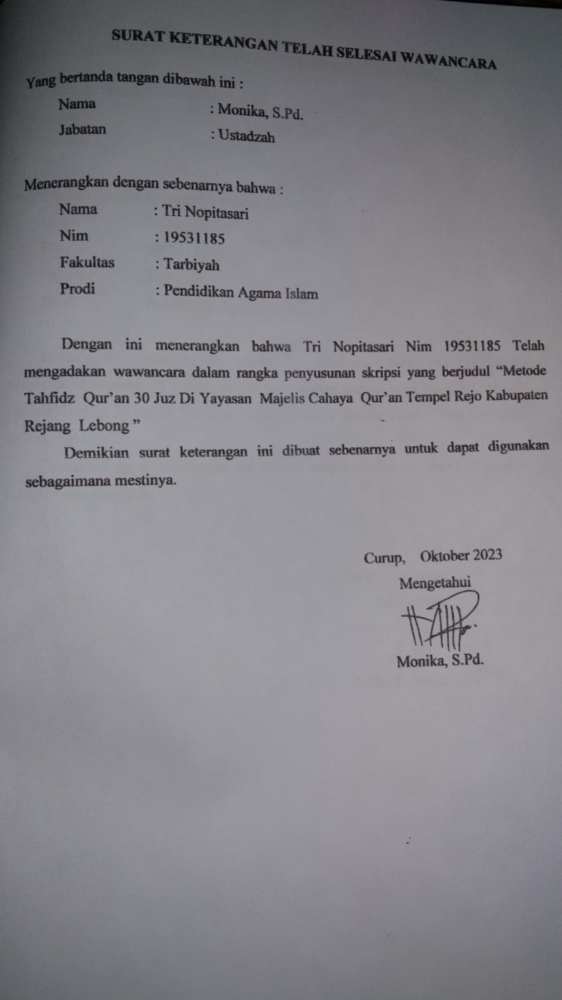 SURAT KETERANGAN TELAH SELESAI WAWANCARA
Yang bertanda tangan dibawah ini :
Nama : Monika, S.Pd.
Jabatan : Ustadzah
Menerangkan dengan sebenarnya bahwa :
Nama : Tri Nopitasari
Nim : 19531185
Fakultas : Tarbiyah
Prodi : Pendidikan Agama Islam
Dengan ini menerangkan bahwa Tri Nopitasari Nim 19531185 Telah
mengadakan wawancara dalam rangka penyusunan skripsi yang berjudul “Metode
Tahfidz Qur’an 30 Juz Di Yayasan Majelis Cahaya Qur’an Tempel Rejo Kabupaten
Rejang Lebong ”
Demikian surat keterangan ini dibuat sebenarnya untuk dapat digunakan
sebagaimana mestinya.
Curup, Oktober 2023
Mengetahui
Monika, S.Pd.